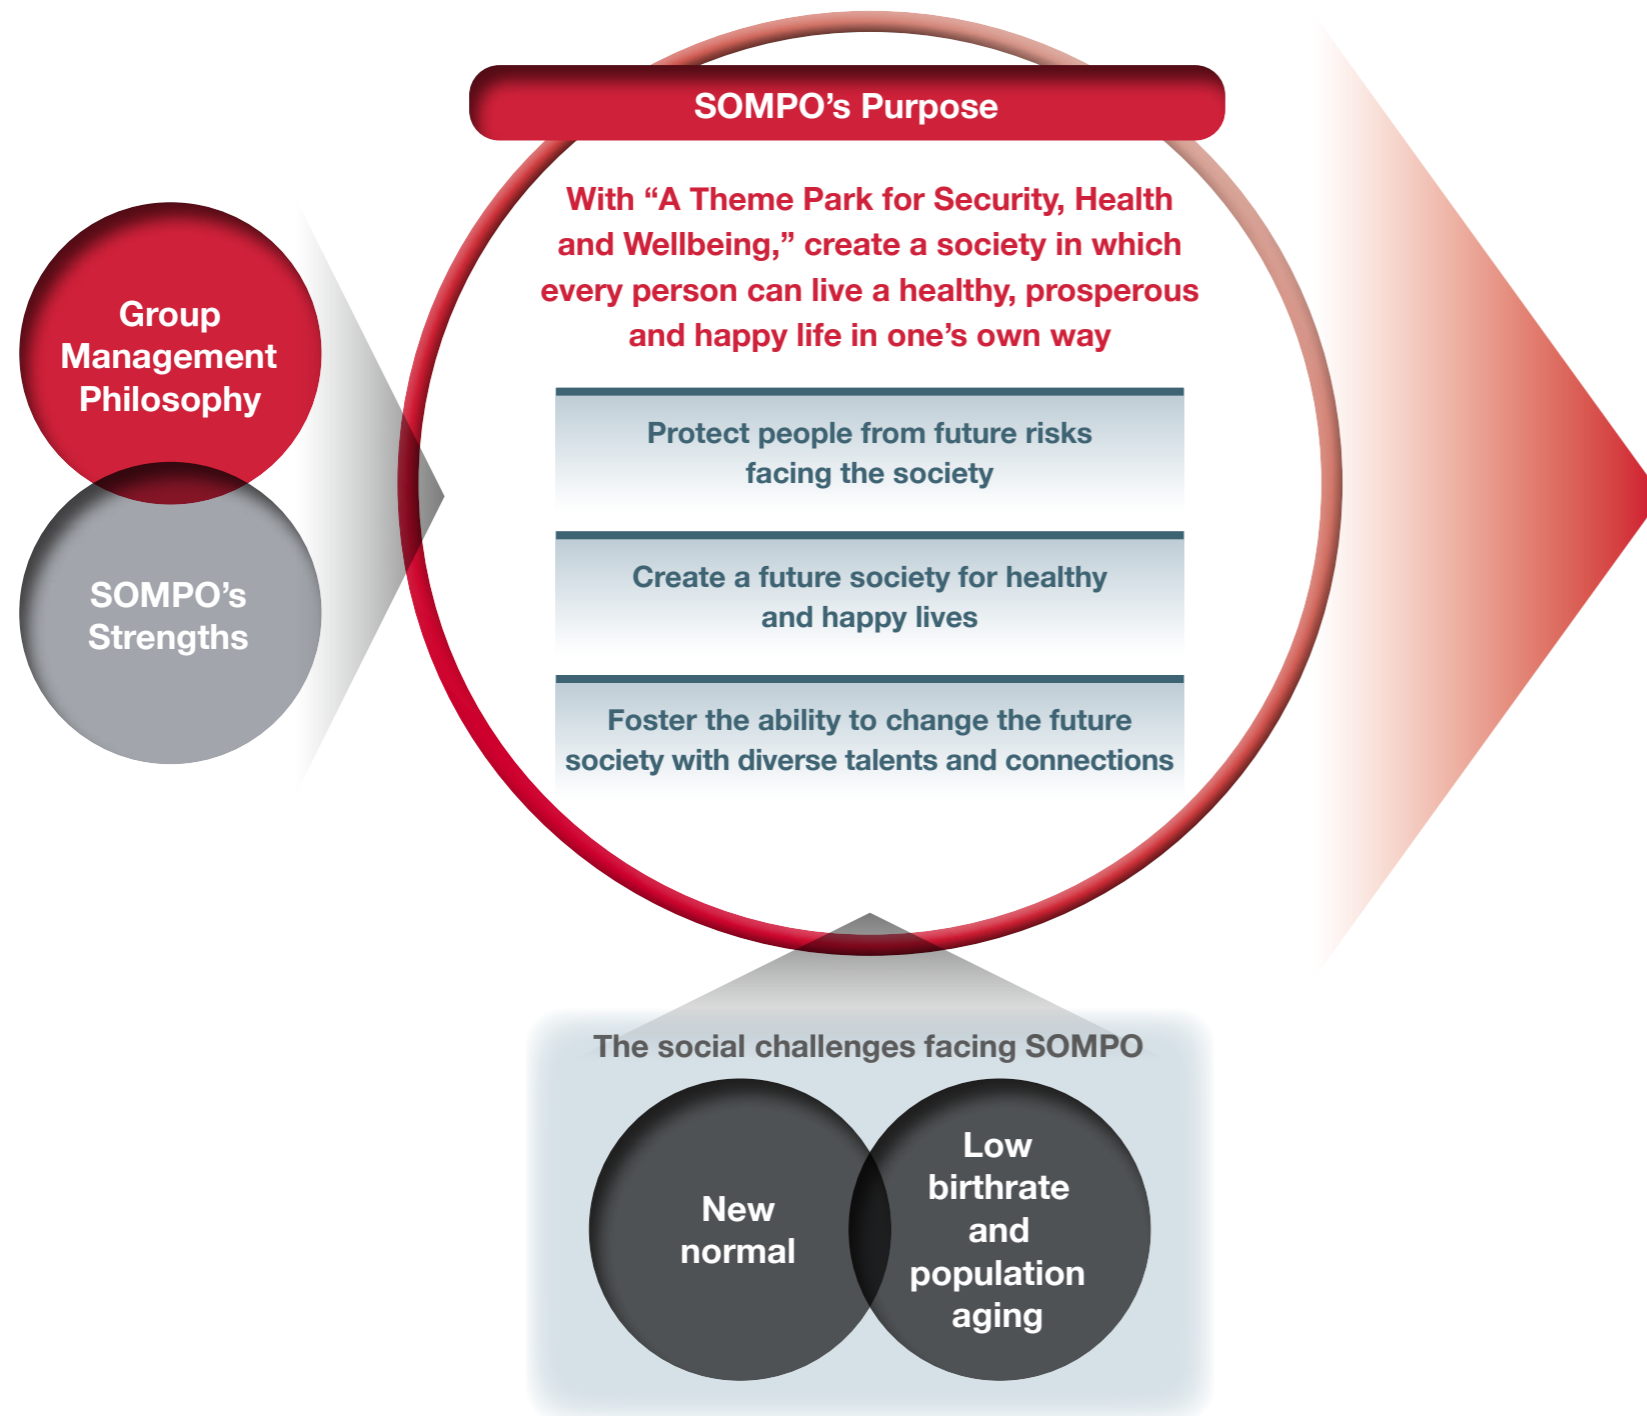 SOMPO’s Purpose
With “A Theme Park for Security, Health
and Wellbeing,” create a society in which
every person can live a healthy, prosperous
and happy life in one’s own way
Group
Management
Philosophy
SOMPO’s
Strengths
Protect people from future risks
facing the society
Create a future society for healthy
and happy lives
Foster the ability to change the future
society with diverse talents and connections
The social challenges facing SOMPO
New
normal
Low
birthrate
and
population
aging